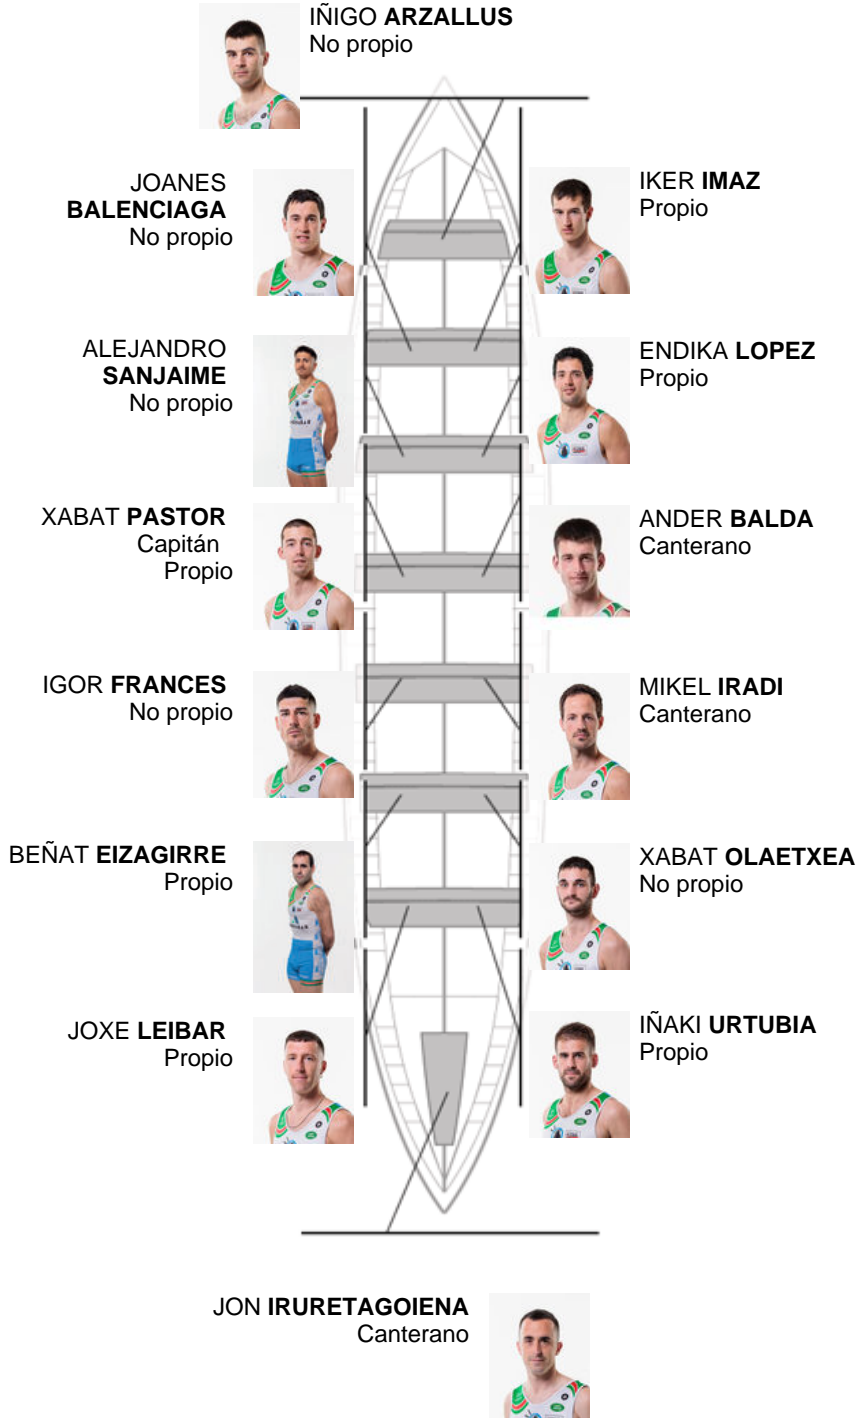 IÑIGO ARZALLUS
No propio
JOANES
BALENCIAGA
No propio
IKER IMAZ
Propio
ALEJANDRO
SANJAIME
No propio
ENDIKA LOPEZ
Propio
XABAT PASTOR
Capitán
Propio
ANDER BALDA
Canterano
IGOR FRANCES
No propio
MIKEL IRADI
Canterano
BEÑAT EIZAGIRRE
Propio
XABAT OLAETXEA
No propio
JOXE LEIBAR
Propio
IÑAKI URTUBIA
Propio
JON IRURETAGOIENA
Canterano